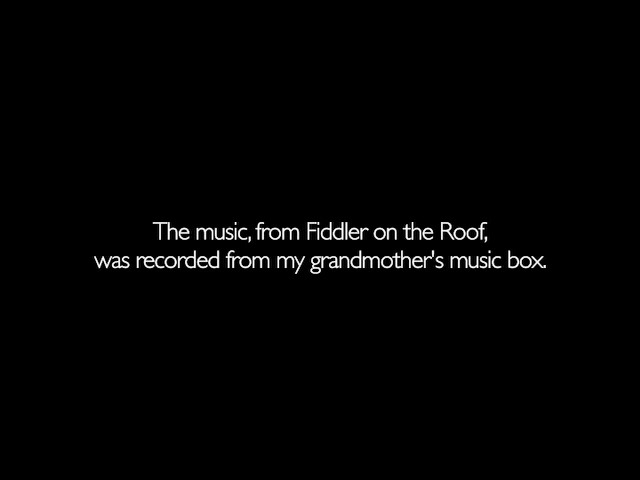 The music, from Fiddler on the Roof,
was recorded from my grandmother's music box.